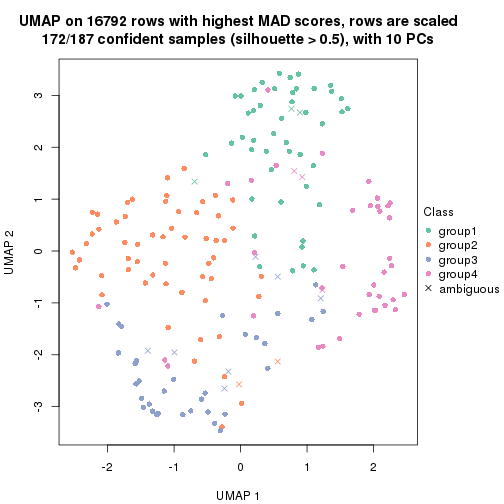 UMAP on 16792 rows with highest MAD scores, rows are scaled
172/187 confident samples (silhouette > 0.5), with 10 PCs
3
2
1
0
-1
-2
-3
UMAP 2
-2
-1
0
1
2
UMAP 1
Class
group1
group2
group3
group4
ambiguous